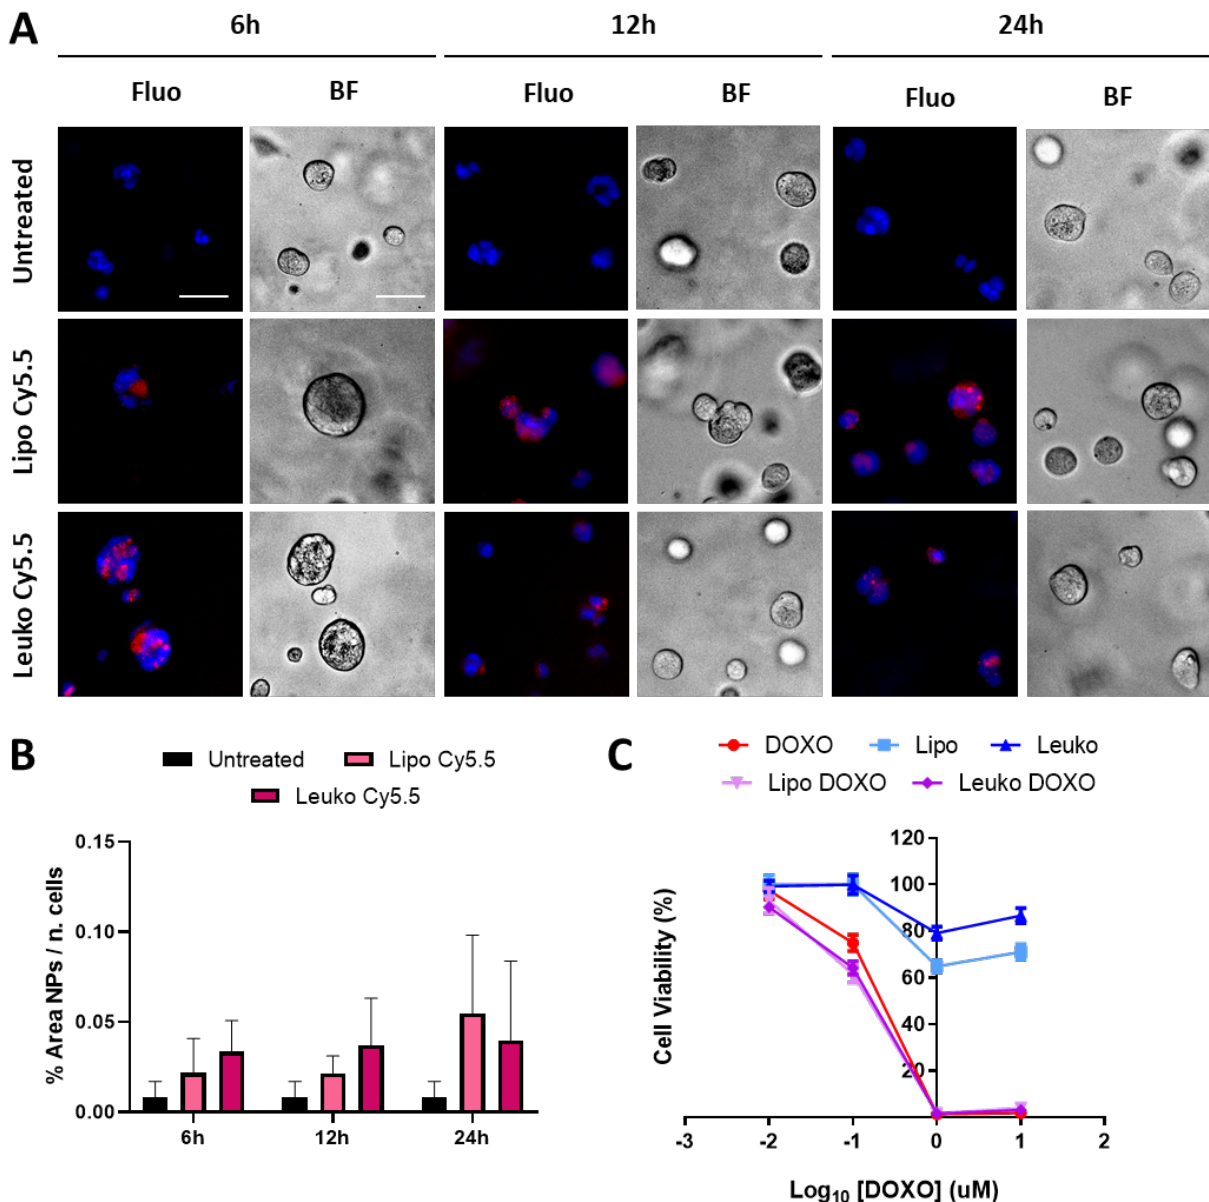 A
6h 12h 24h
Fluo BF Fluo BF Fluo BF
Untreated
Lipo Cy5.5
Leuko Cy5.5
B
Untreated Lipo Cy5.5
Leuko Cy5.5
% Area NPs / n. cells
0.15
0.10
0.05
0.00
6h 12h 24h
C
DOXO Lipo Leuko
Lipo DOXO Leuko DOXO
Cell Viability (%)
120
100
80
60
40
20
-3 -2 -1 0 1 2
Log10 [DOXO] (uM)